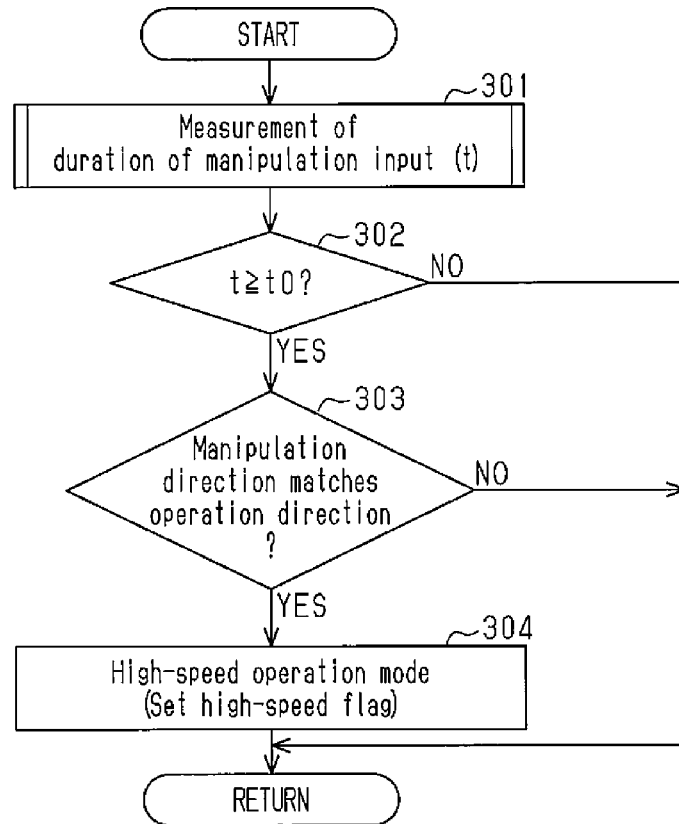 START
301
Measurement of
duration of manipulation input (t)
302
t≧t0?
NO
YES
303
Manipulation
direction matches
operation direction
?
NO
YES
304
High-speed operation mode
(Set high-speed flag)
RETURN